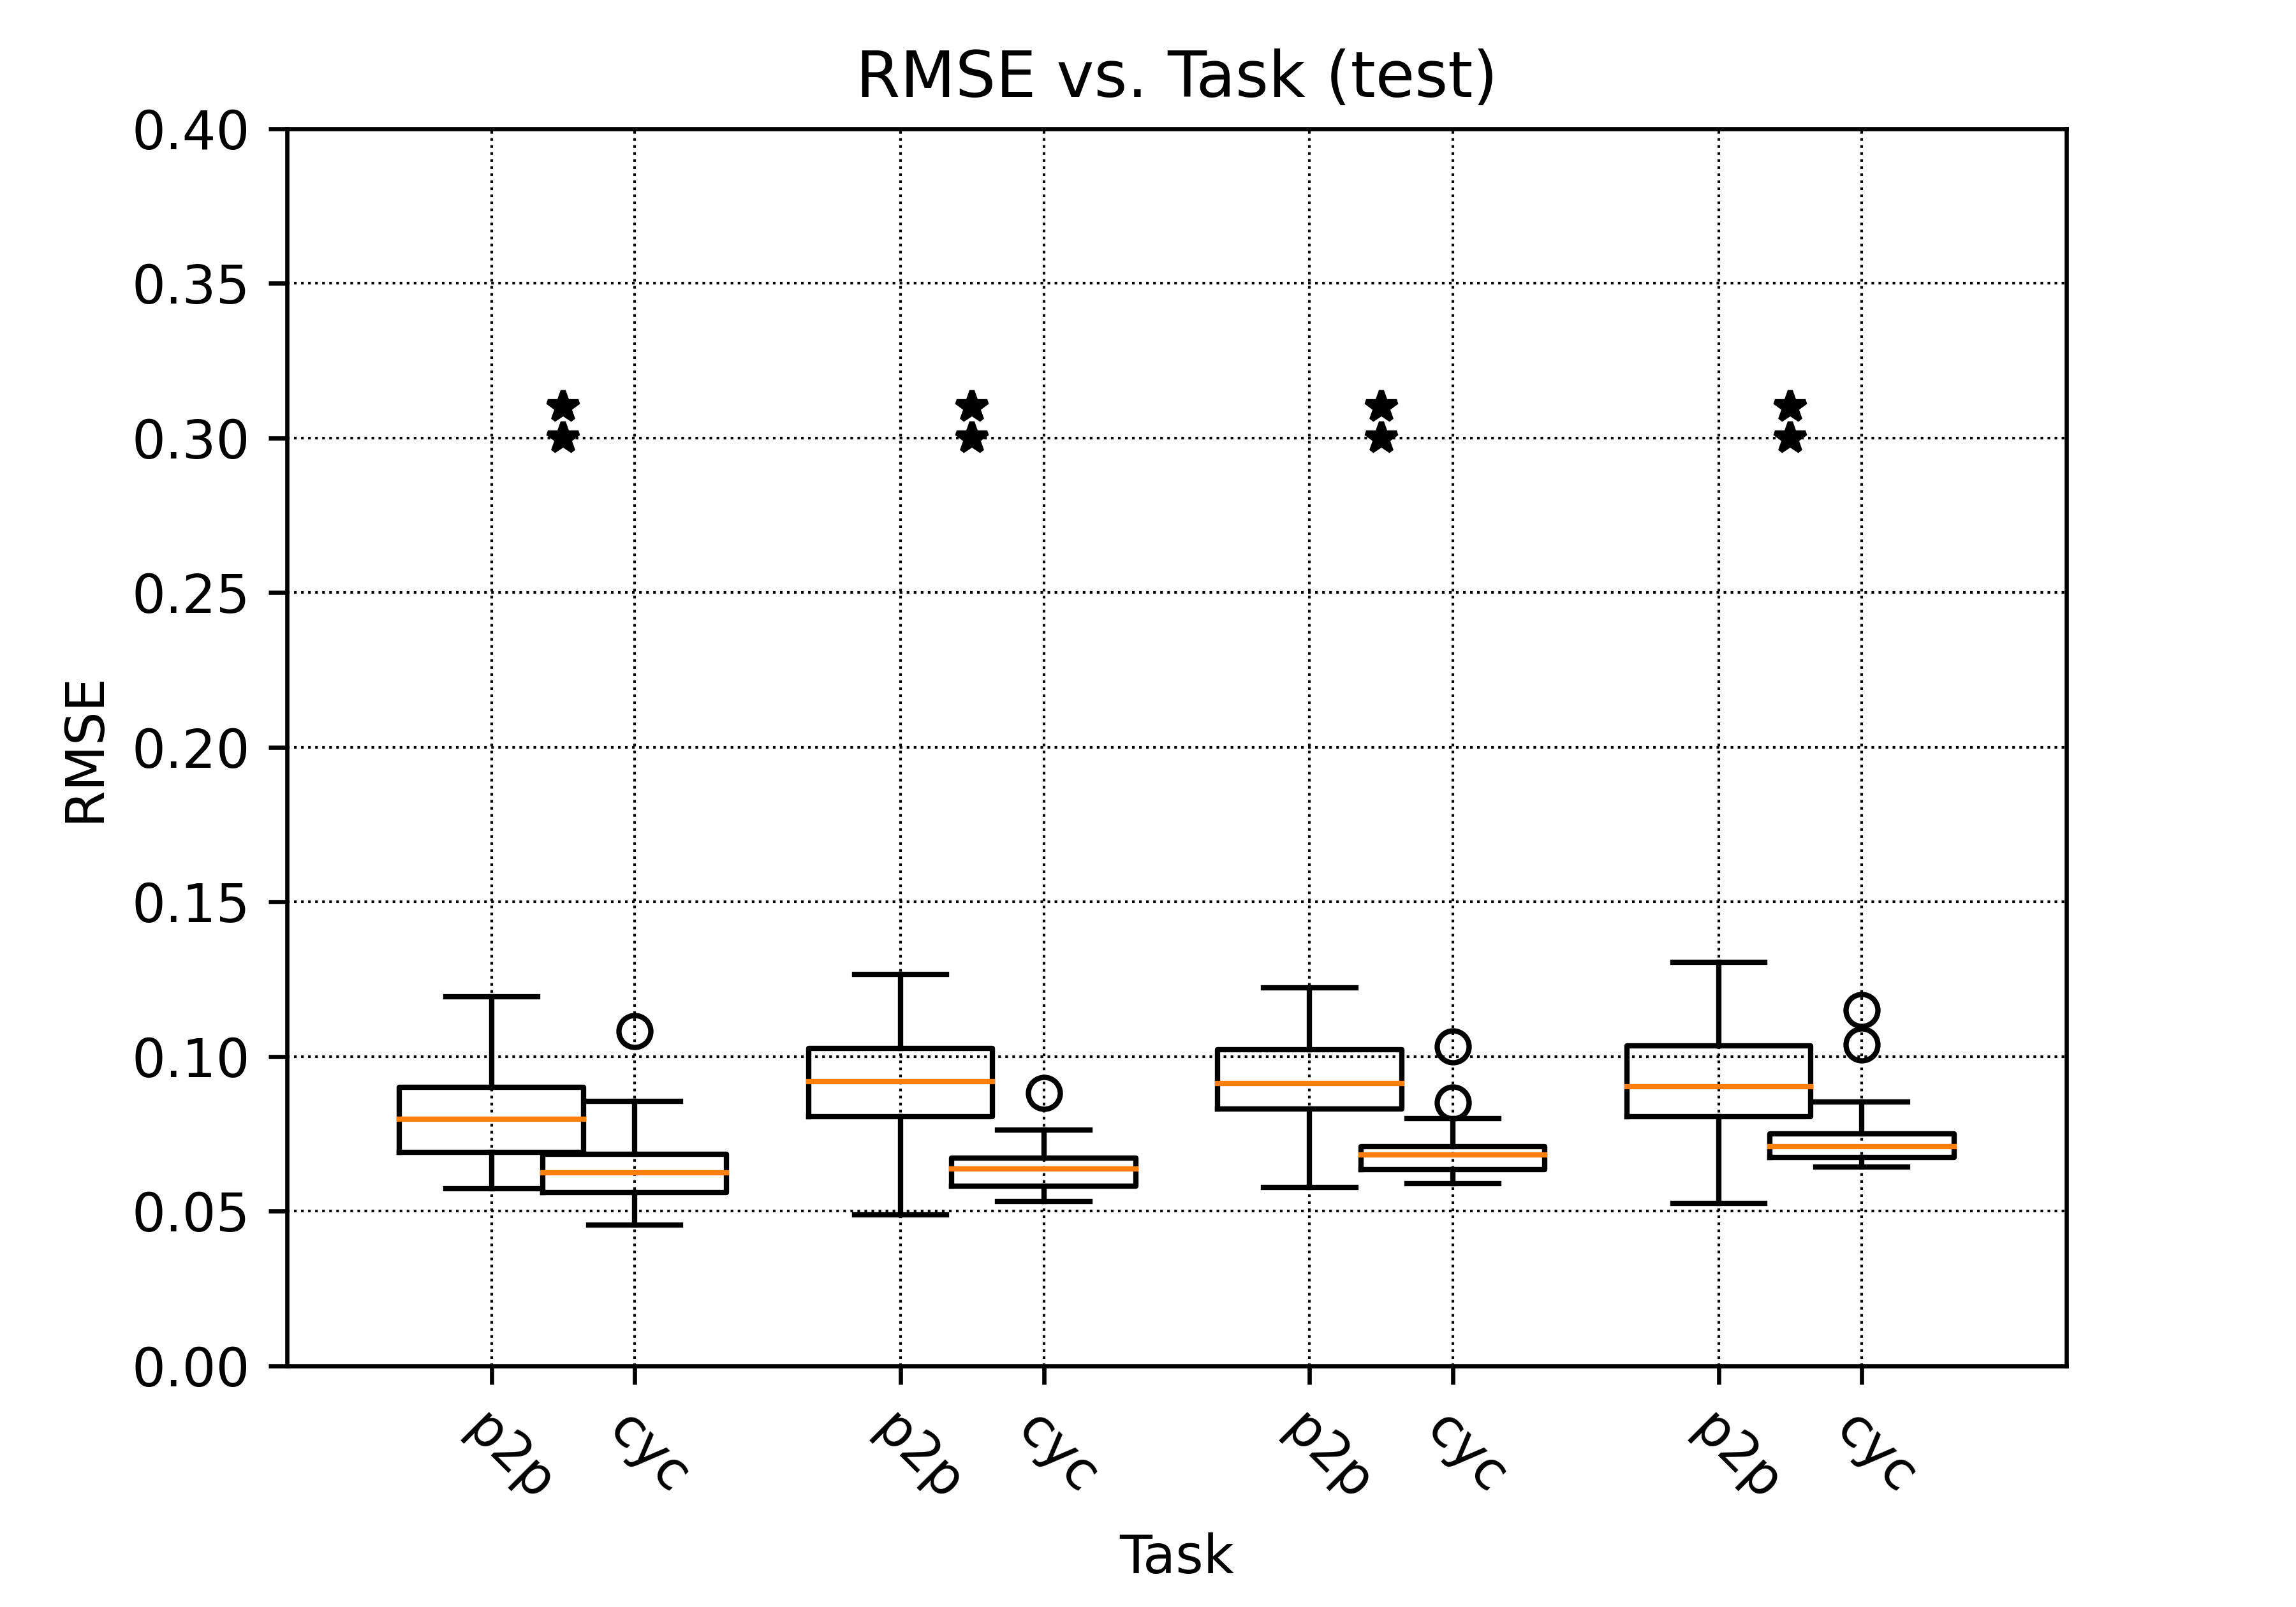 RMSE vs. Task (test)
0.40
0.35
0.30
0.25
0.20
0.15
0.10
0.05
0.00
RMSE
p2p
cyc
p2p
cyc
p2p
cyc
p2p
cyc
Task